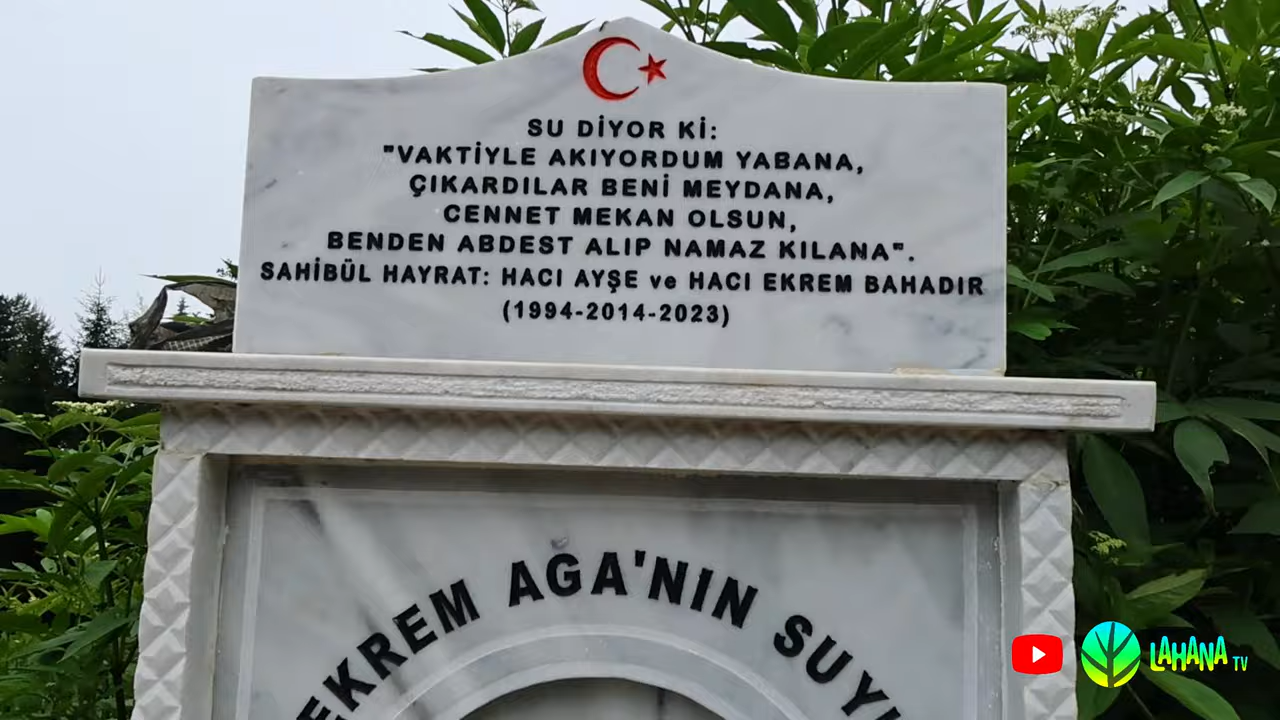 SU DİYOR Kİ:
"VAKTİYLE AKIYORDUM YABANA,
ÇIKARDILAR BENİ MEYDANA,
CENNET MEKAN OLSUN,
BENDEN ABDEST ALIP NAMAZ KILANA".
SAHİBÜL HAYRAT: HACI AYŞE ve HACI EKREM BAHADIR
(1994-2014-2023)
EKREM AĞA'NIN SUYU
LAHANA TV